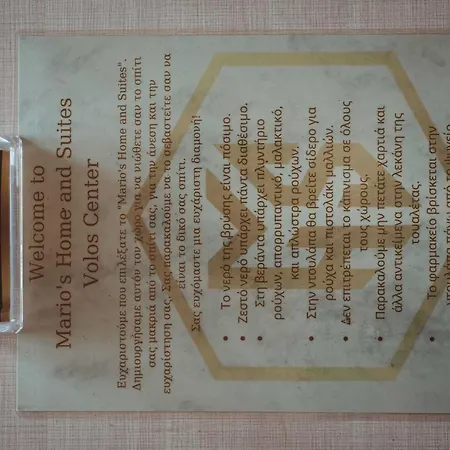 Welcome to
Mario's Home and Suites
Volos Center
Ευχαριστούμε που επιλέξατε το "Mario's Home and Suites".
Δημιουργήσαμε αυτόν τον χώρο για να νιώθετε σαν το σπίτι
σας μακριά από το σπίτι σας, για την άνεση και την
ευχαρίστηση σας. Σας παρακαλούμε να το σεβαστείτε σαν να
είναι το δικό σας σπίτι.
Σας ευχόμαστε μια ευχάριστη διαμονή!
• Το νερό της βρύσης είναι πόσιμο.
• Ζεστό νερό υπάρχει πάντα διαθέσιμο.
• Στη βεράντα υπάρχει πλυντήριο
ρούχων, απορρυπαντικό, μαλακτικό,
και απλώστρα ρούχων.
• Στην ντουλάπα θα βρείτε σίδερο για
ρούχα και πιστολάκι μαλλιών.
• Δεν επιτρέπεται το κάπνισμα σε όλους
τους χώρους.
• Παρακαλούμε μην πετάτε χαρτιά και
άλλα αντικείμενα στην λεκάνη της
τουαλέτας.
• Το φαρμακείο βρίσκεται στην